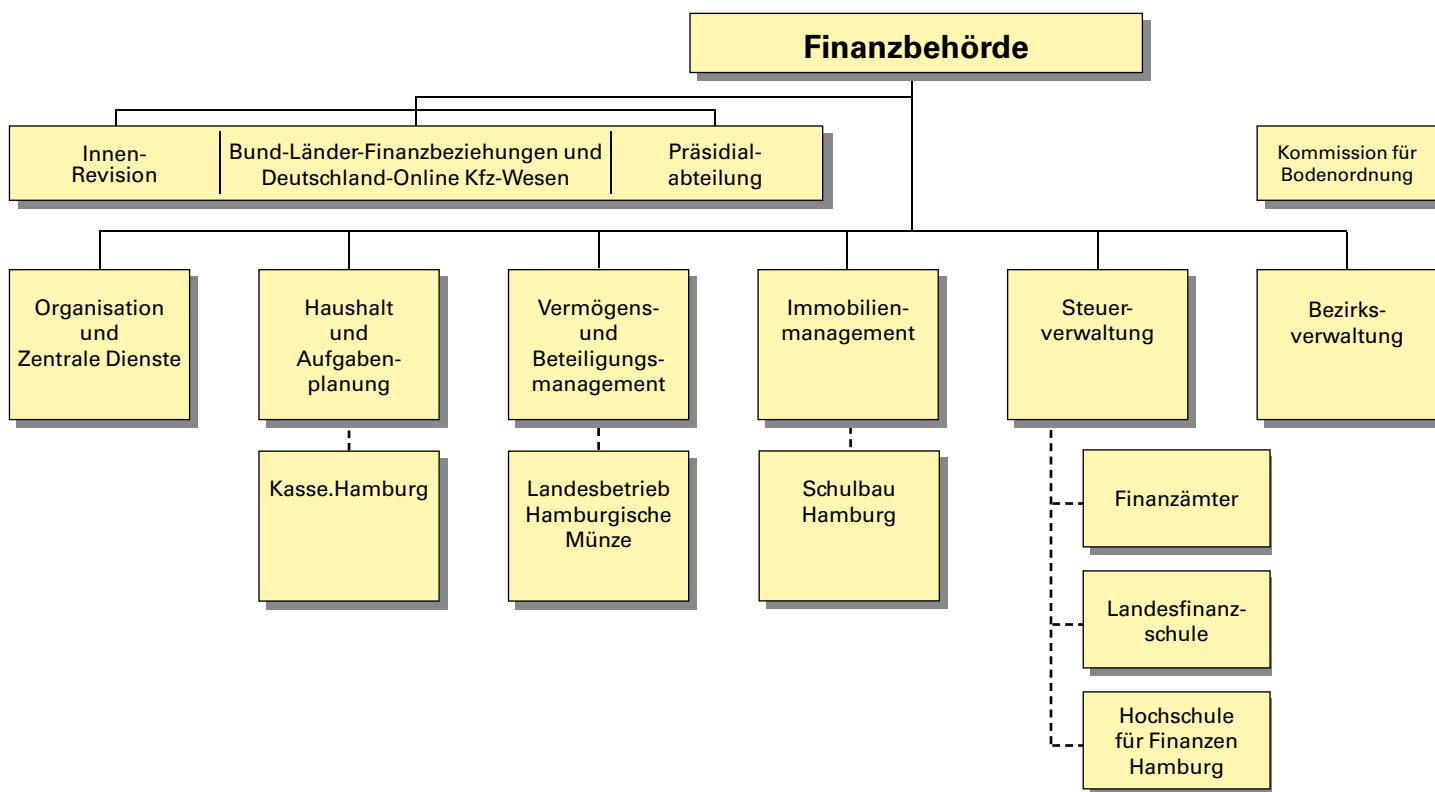 Finanzbehörde
Innen-
Revision
Bund-Länder-Finanzbeziehungen und
Deutschland-Online Kfz-Wesen
Präsidial-
abteilung
Kommission für
Bodenordnung
Organisation
und
Zentrale Dienste
Haushalt
und
Aufgaben-
planung
Vermögens-
und
Beteiligungs-
management
Immobilien-
management
Steuer-
verwaltung
Bezirks-
verwaltung
Kasse.Hamburg
Landesbetrieb
Hamburgische
Münze
Schulbau
Hamburg
Finanzämter
Landesfinanz-
schule
Hochschule
für Finanzen
Hamburg